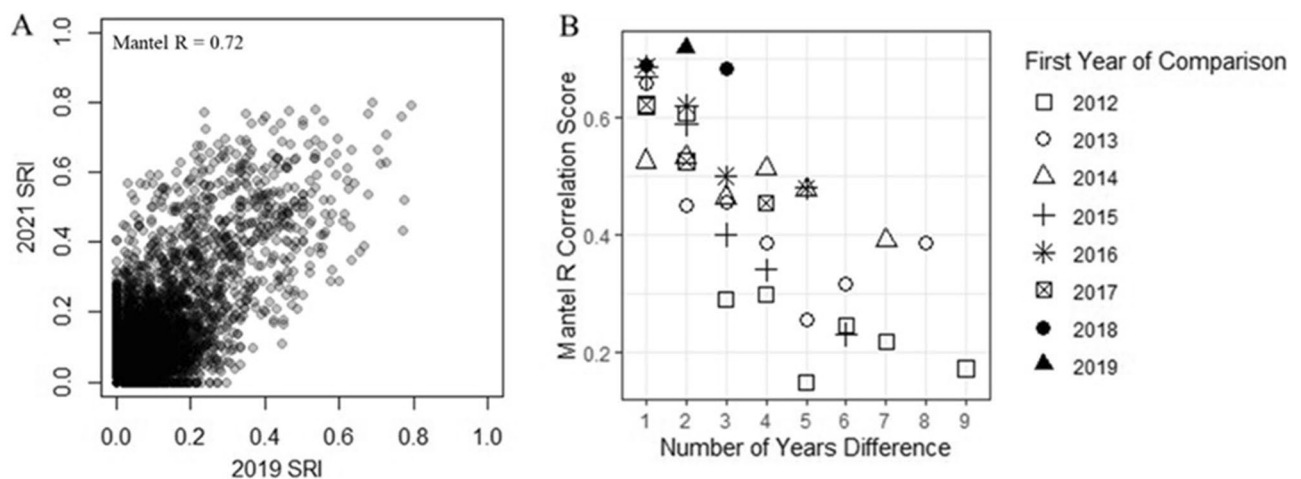 A
Mantel R = 0.72
1.0
0.8
0.6
0.4
0.2
0.0
2021 SRI
0.0 0.2 0.4 0.6 0.8 1.0
2019 SRI
B
0.6
0.4
0.2
Mantel R Correlation Score
1 2 3 4 5 6 7 8 9
Number of Years Difference
First Year of Comparison
2012
2013
2014
2015
2016
2017
2018
2019